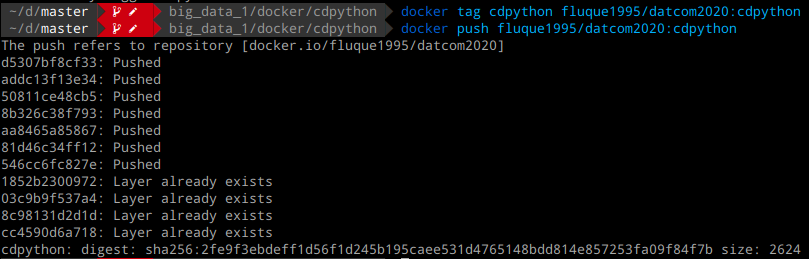 ~/d/master big_data_1/docker/cdpython docker tag cdpython fluque1995/datcom2020:cdpython
~/d/master big_data_1/docker/cdpython docker push fluque1995/datcom2020:cdpython
The push refers to repository [docker.io/fluque1995/datcom2020]
d5307bf8cf33: Pushed
addc13f13e34: Pushed
50811ce48cb5: Pushed
8b326c38f793: Pushed
aa8465a85867: Pushed
81d46c34ff12: Pushed
546cc6fc827e: Pushed
1852b2300972: Layer already exists
03c9b9f537a4: Layer already exists
8c98131d2d1d: Layer already exists
cc4590d6a718: Layer already exists
cdpython: digest: sha256:2fe9f3ebdeff1d56f1d245b195caee531d4765148bdd814e857253fa09f84f7b size: 2624